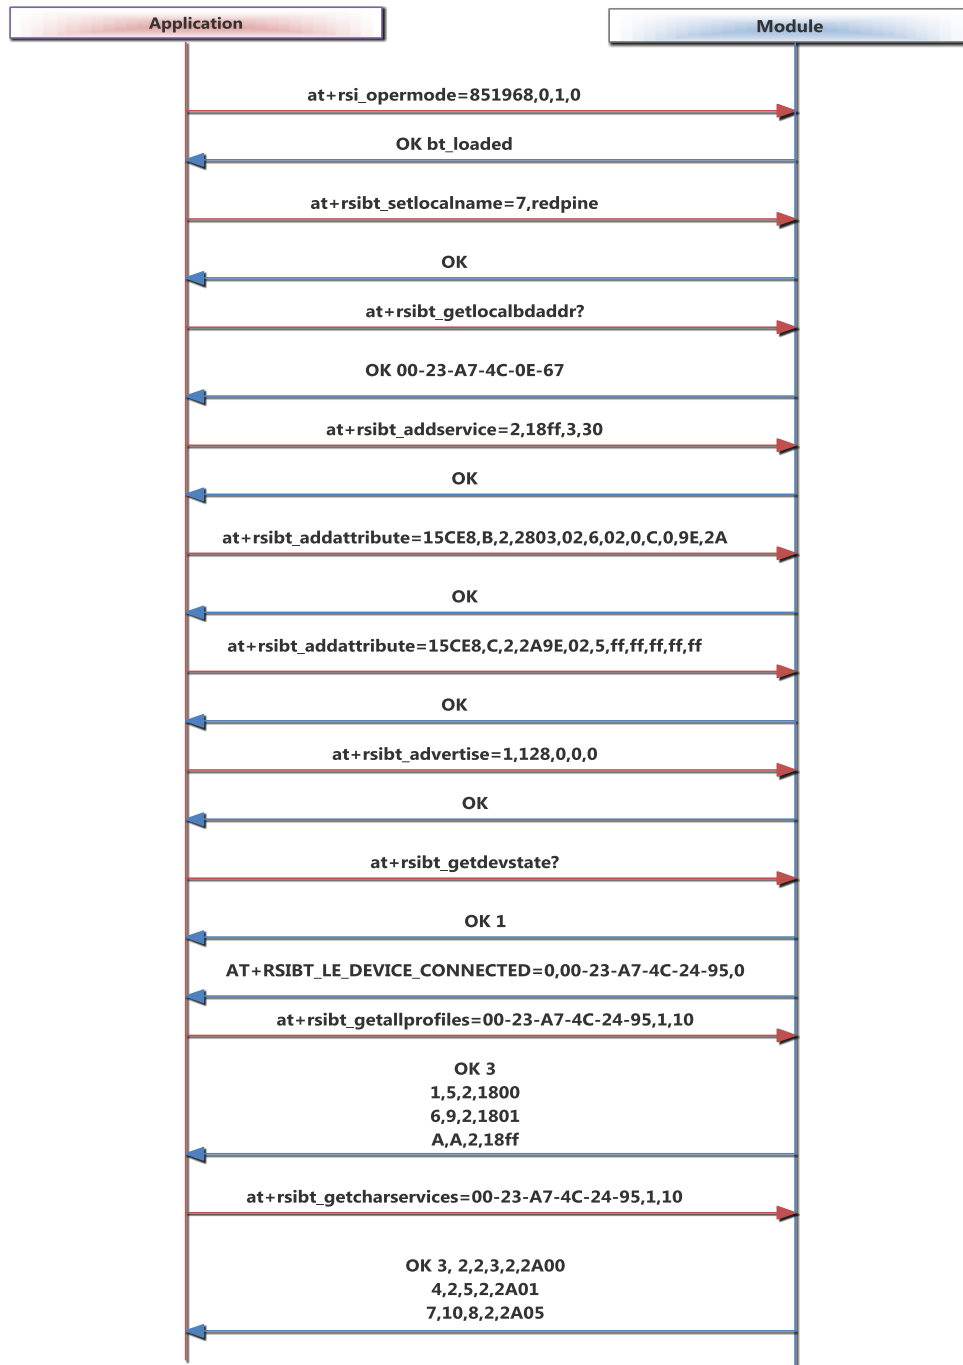 Application
Module
at+rsi_opermode=851968,0,1,0
OK bt_loaded
at+rsibt_setlocalname=7,redpine
OK
at+rsibt_getlocalbdaddr?
OK 00-23-A7-4C-0E-67
at+rsibt_addservice=2,18ff,3,30
OK
at+rsibt_addattribute=15CE8,B,2,2803,02,6,02,0,C,0,9E,2A
OK
at+rsibt_addattribute=15CE8,C,2,2A9E,02,5,ff,ff,ff,ff,ff
OK
at+rsibt_advertise=1,128,0,0,0
OK
at+rsibt_getdevstate?
OK 1
AT+RSIBT_LE_DEVICE_CONNECTED=0,00-23-A7-4C-24-95,0
at+rsibt_getallprofiles=00-23-A7-4C-24-95,1,10
OK 3
1,5,2,1800
6,9,2,1801
A,A,2,18ff
at+rsibt_getcharservices=00-23-A7-4C-24-95,1,10
OK 3, 2,2,3,2,2A00
4,2,5,2,2A01
7,10,8,2,2A05